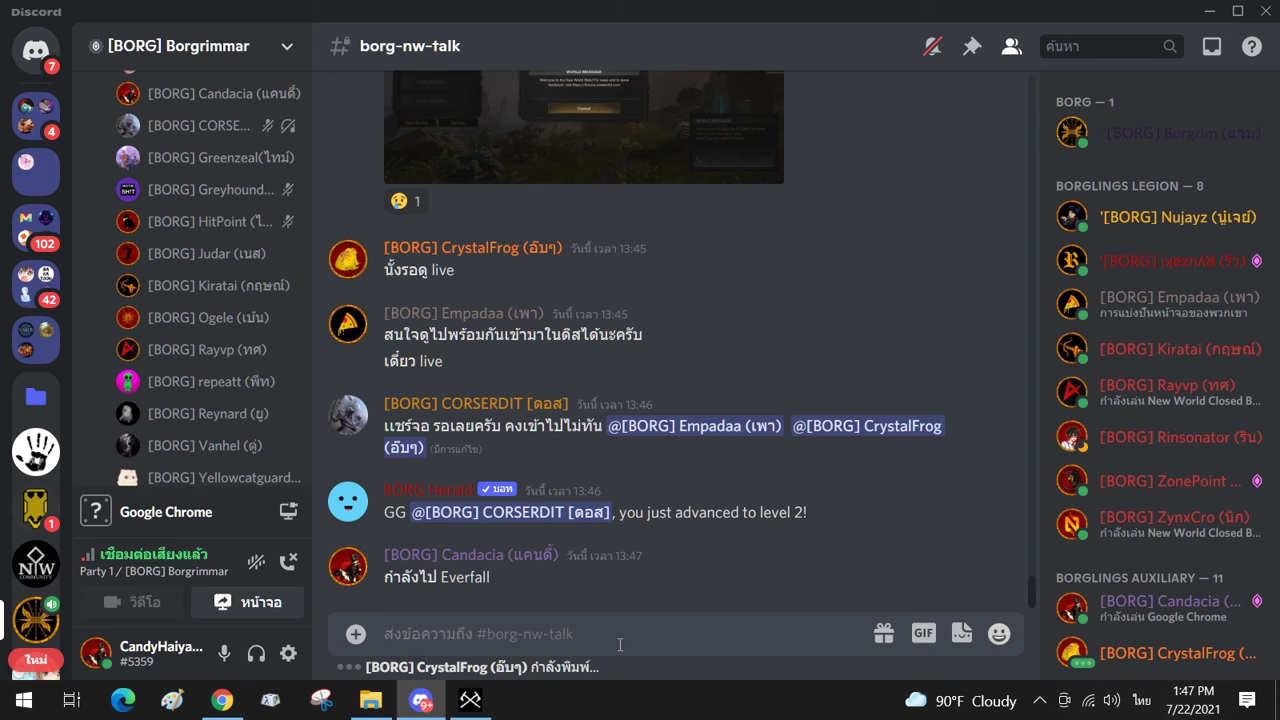 Discord
[BORG] Borgrimmar
borg-nw-talk
ค้นหา
7
4
102
42
1
ใหม่
[BORG] Candacia (แคนดี้)
[BORG] CORSE...
[BORG] Greenzeal(ไทม์)
[BORG] Greyhound...
[BORG] HitPoint (ไ...
[BORG] Judar (เนส)
[BORG] Kiratai (กฤษณ์)
[BORG] Ogele (เบ้น)
[BORG] Rayvp (ทศ)
[BORG] repeatt (พีท)
[BORG] Reynard (ยู)
[BORG] Vanhel (ดู่)
[BORG] Yellowcatguard...
Google Chrome
เชื่อมต่อเสียงแล้ว
Party 1 / [BORG] Borgrimmar
วิดีโอ
หน้าจอ
CandyHaiya...
#5359
WORLD MESSAGE
1
[BORG] CrystalFrog (อ๊บๆ) วันนี้ เวลา 13:45
นั้งรอดู live
[BORG] Empadaa (เพา) วันนี้ เวลา 13:45
สนใจดูไปพร้อมกันเข้ามาในดิสได้นะครับ
เดี๋ยว live
[BORG] CORSERDIT [ดอส] วันนี้ เวลา 13:46
แชร์จอ รอเลยครับ คงเข้าไปไม่ทัน @[BORG] Empadaa (เพา) @[BORG] CrystalFrog
(อ๊บๆ) (มีการแก้ไข)
BORG Herald บอท วันนี้ เวลา 13:46
GG @[BORG] CORSERDIT [ดอส], you just advanced to level 2!
[BORG] Candacia (แคนดี้) วันนี้ เวลา 13:47
กำลังไป Everfall
ส่งข้อความถึง #borg-nw-talk
GIF
[BORG] CrystalFrog (อ๊บๆ) กำลังพิมพ์...
BORG — 1
"[BORG] Borgrim (แจม)
BORGLINGS LEGION — 8
'[BORG] Nujayz (นู๋เจย์)
[BORG] Empadaa (เพา)
การแบ่งปันหน้าจอของพวกเขา
[BORG] Kiratai (กฤษณ์)
[BORG] Rayvp (ทศ)
กำลังเล่น New World Closed B...
[BORG] Rinsonator (ริน)
[BORG] ZonePoint ...
[BORG] ZynxCro (นิก)
กำลังเล่น New World Closed B...
BORGLINGS AUXILIARY — 11
[BORG] Candacia (...
กำลังเล่น Google Chrome
[BORG] CrystalFrog (...
9+
90°F Cloudy
ไทย
1:47 PM
7/22/2021